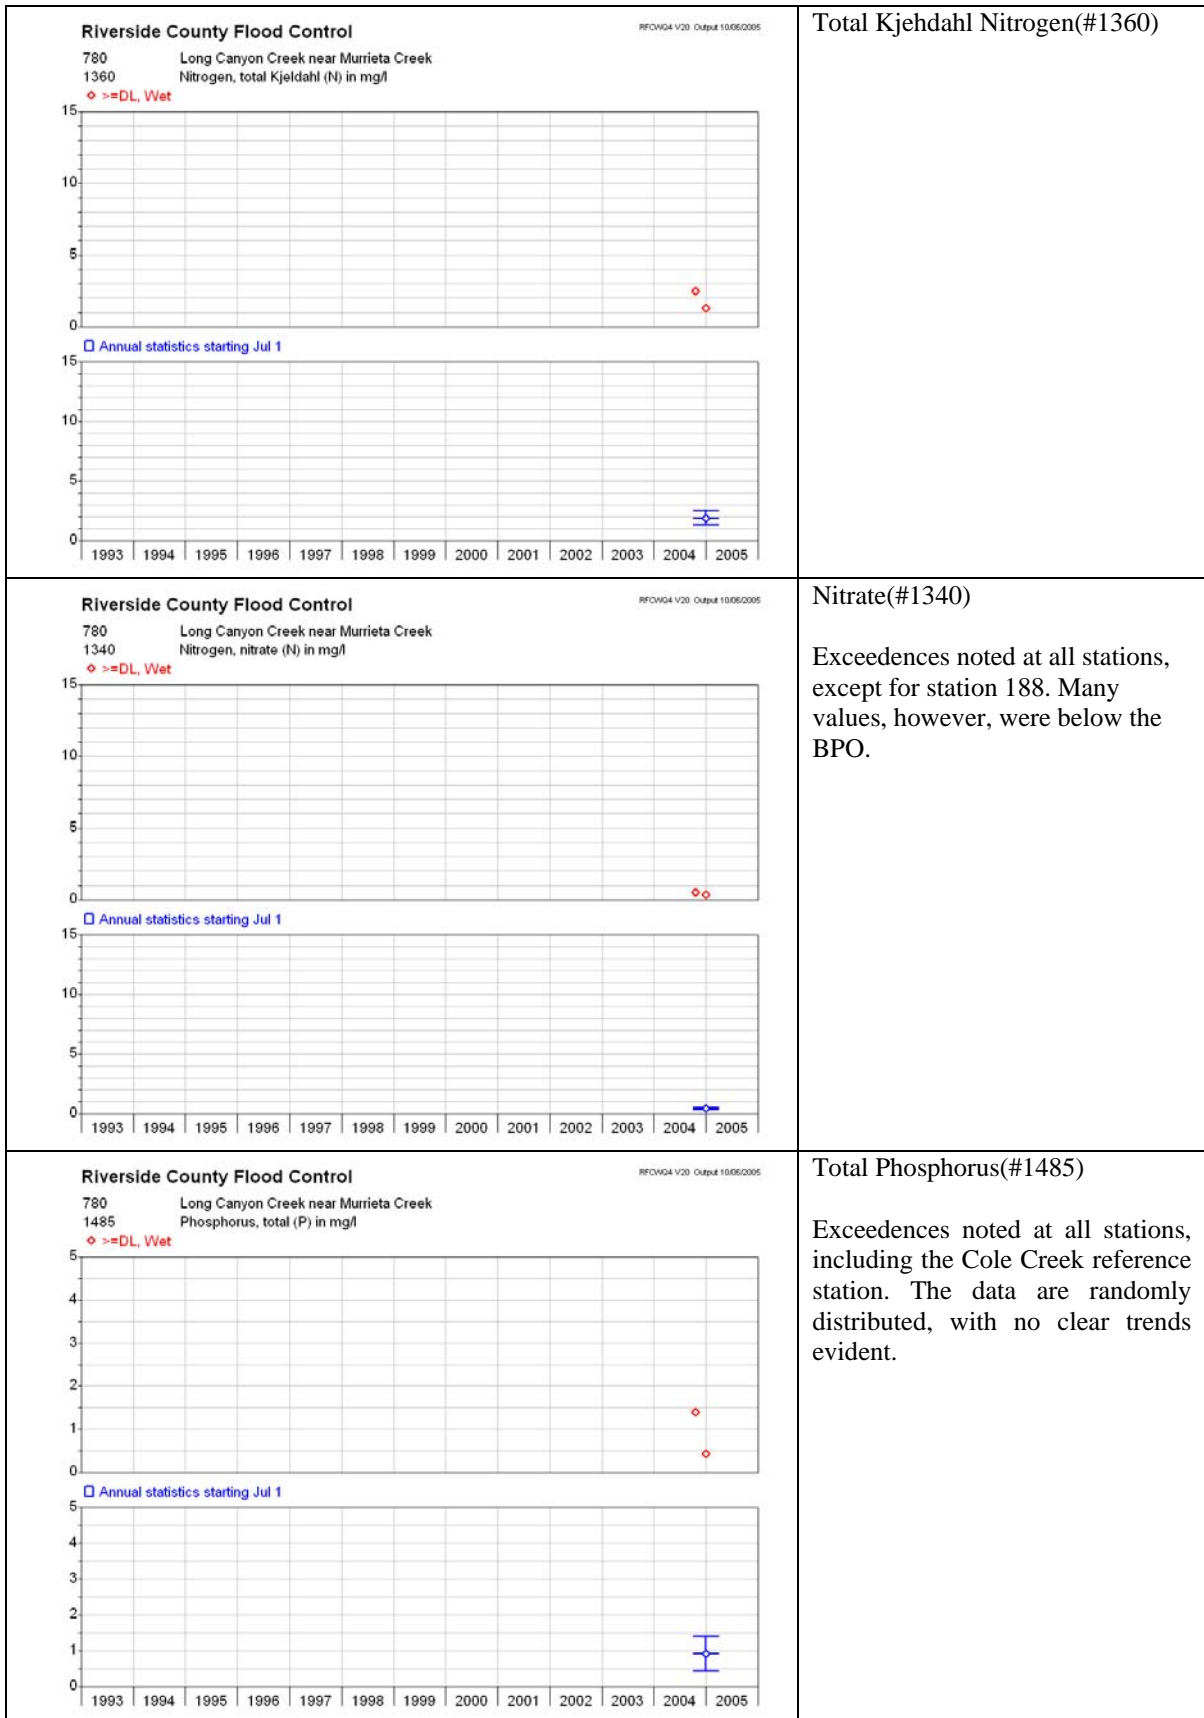 Riverside County Flood Control
RFCWQ4 V20 Output 10/06/2005
780 Long Canyon Creek near Murrieta Creek
1360 Nitrogen, total Kjeldahl (N) in mg/l
>=DL, Wet
15
10
5
0
Annual statistics starting Jul 1
15
10
5
0
1993 1994 1995 1996 1997 1998 1999 2000 2001 2002 2003 2004 2005
Total Kjehdahl Nitrogen(#1360)
Riverside County Flood Control
RFCWQ4 V20 Output 10/06/2005
780 Long Canyon Creek near Murrieta Creek
1340 Nitrogen, nitrate (N) in mg/l
>=DL, Wet
15
10
5
0
Annual statistics starting Jul 1
15
10
5
0
1993 1994 1995 1996 1997 1998 1999 2000 2001 2002 2003 2004 2005
Nitrate(#1340)
Exceedences noted at all stations,
except for station 188. Many
values, however, were below the
BPO.
Riverside County Flood Control
RFCWQ4 V20 Output 10/06/2005
780 Long Canyon Creek near Murrieta Creek
1485 Phosphorus, total (P) in mg/l
>=DL, Wet
5
4
3
2
1
0
Annual statistics starting Jul 1
5
4
3
2
1
0
1993 1994 1995 1996 1997 1998 1999 2000 2001 2002 2003 2004 2005
Total Phosphorus(#1485)
Exceedences noted at all stations,
including the Cole Creek reference
station. The data are randomly
distributed, with no clear trends
evident.